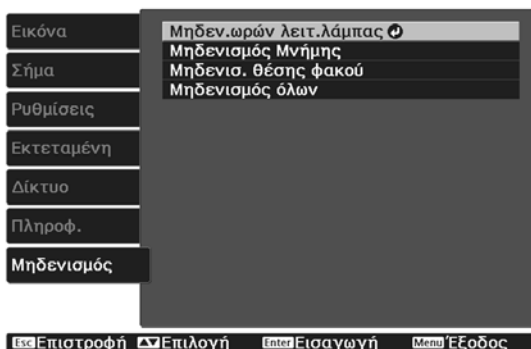 Εικόνα
Σήμα
Ρυθμίσεις
Εκτεταμένη
Δίκτυο
Πληροφ.
Μηδενισμός
Μηδεν.ωρών λειτ.λάμπας
Μηδενισμός Μνήμης
Μηδενισ. θέσης φακού
Μηδενισμός όλων
Esc Επιστροφή Επιλογή Enter Εισαγωγή Menu Έξοδος